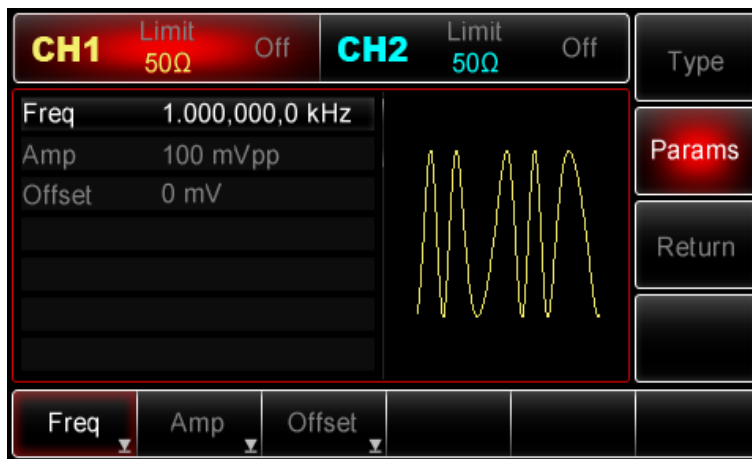 CH1 Limit 50Ω Off CH2 Limit 50Ω Off
Type
Freq 1.000,000,0 kHz
Amp 100 mVpp
Offset 0 mV
Params
Return
Freq Amp Offset